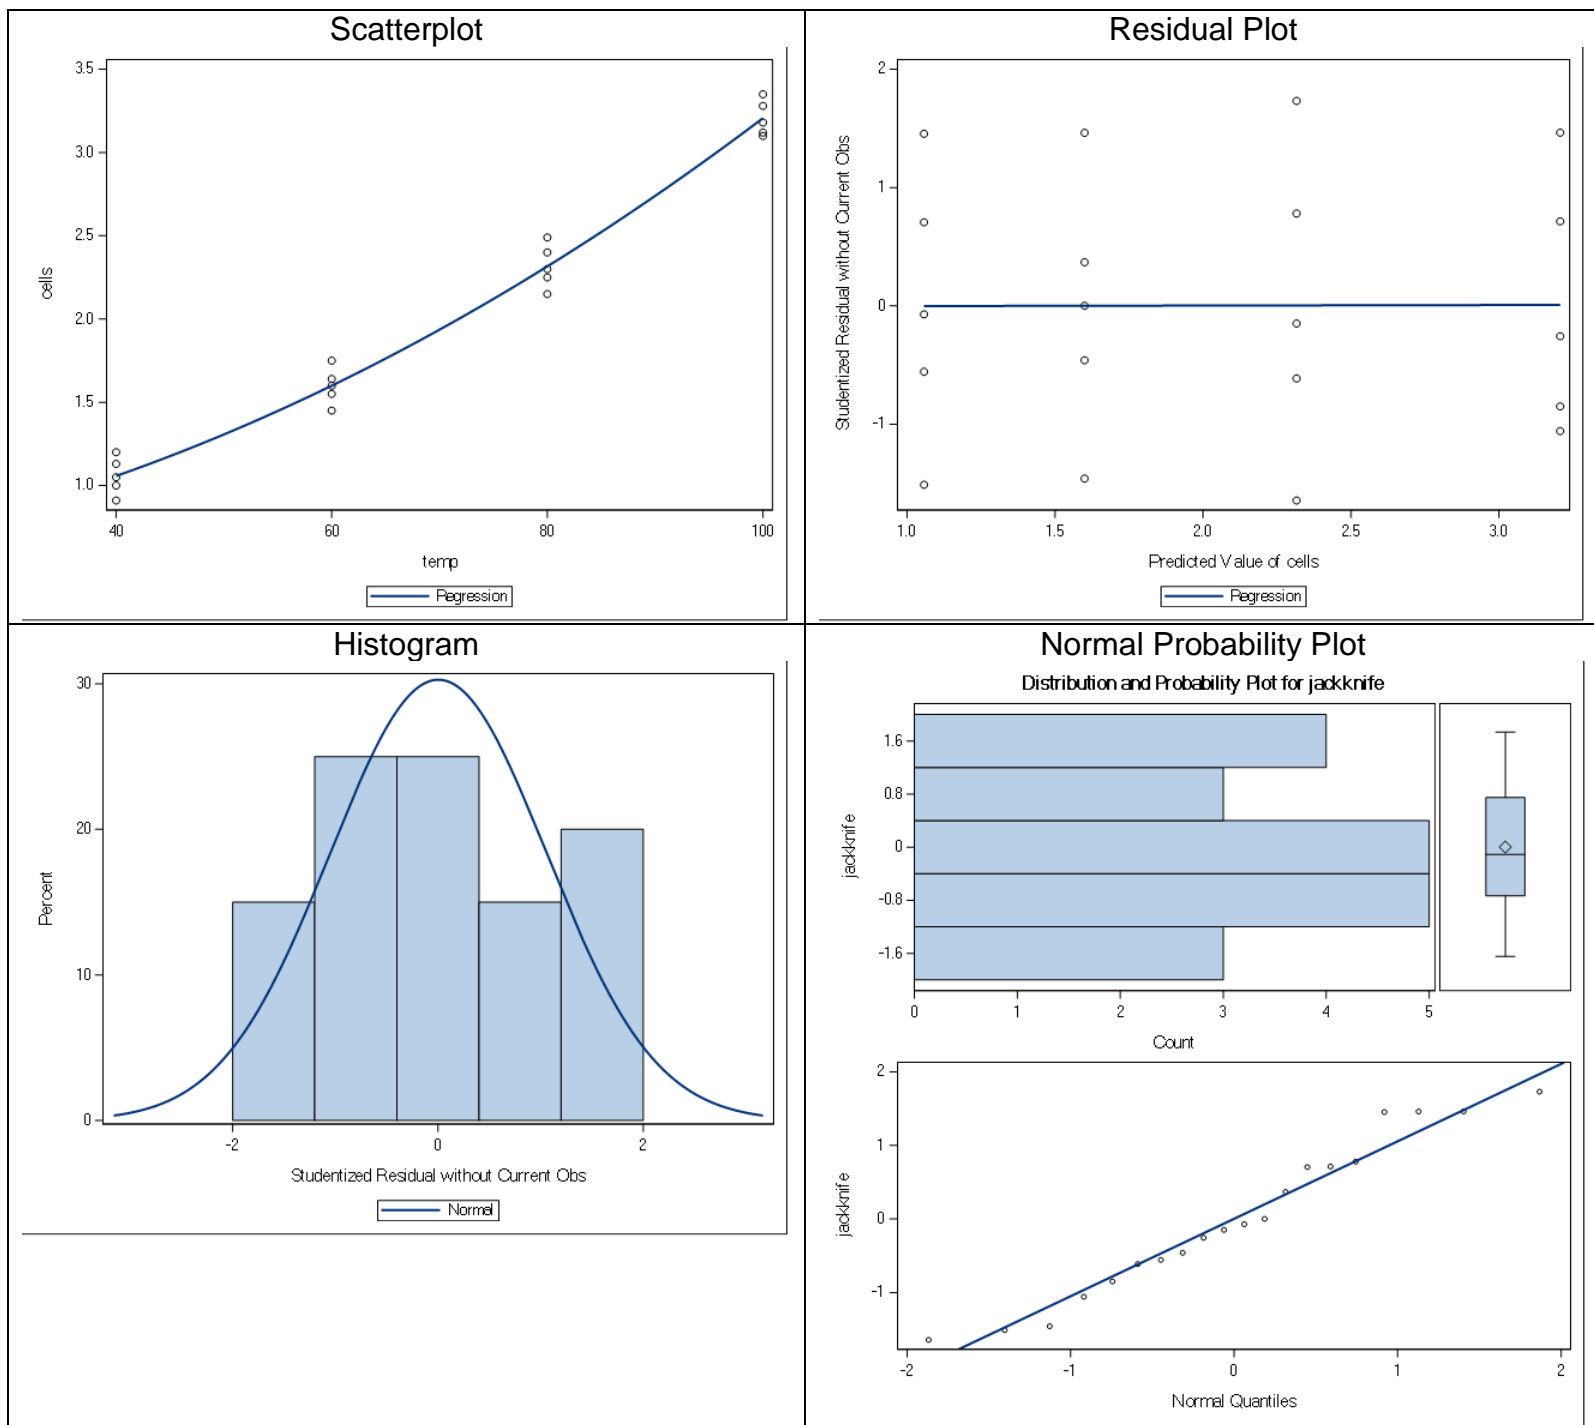 Scatterplot
3.5
3.0
2.5
2.0
1.5
1.0
cells
40 60 80 100
temp
Regression
Residual Plot
2
1
0
-1
Studentized Residual without Current Obs
1.0 1.5 2.0 2.5 3.0
Predicted Value of cells
Regression
Histogram
30
20
10
0
Percent
-2 0 2
Studentized Residual without Current Obs
Normal
Normal Probability Plot
Distribution and Probability Plot for jackknife
1.6
0.8
0
-0.8
-1.6
jackknife
0 1 2 3 4 5
Count
2
1
0
-1
jackknife
-2 -1 0 1 2
Normal Quantiles